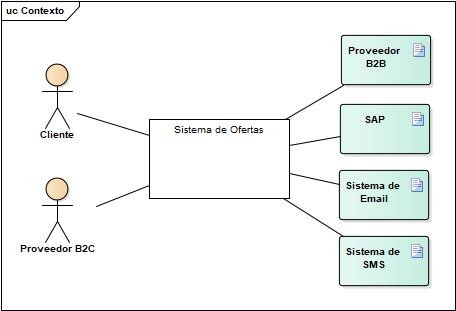 uc Contexto
Cliente
Proveedor B2C
Sistema de Ofertas
Proveedor
B2B
SAP
Sistema de
Email
Sistema de
SMS